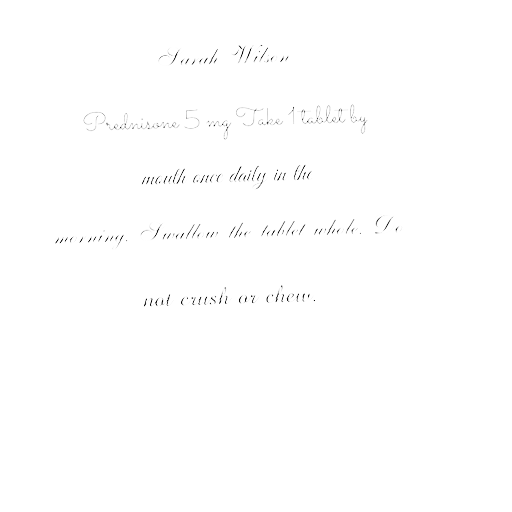 Sarah Wilson
Prednisone 5 mg Take 1 tablet by
mouth once daily in the
morning. Swallow the tablet whole. Do
not crush or chew.